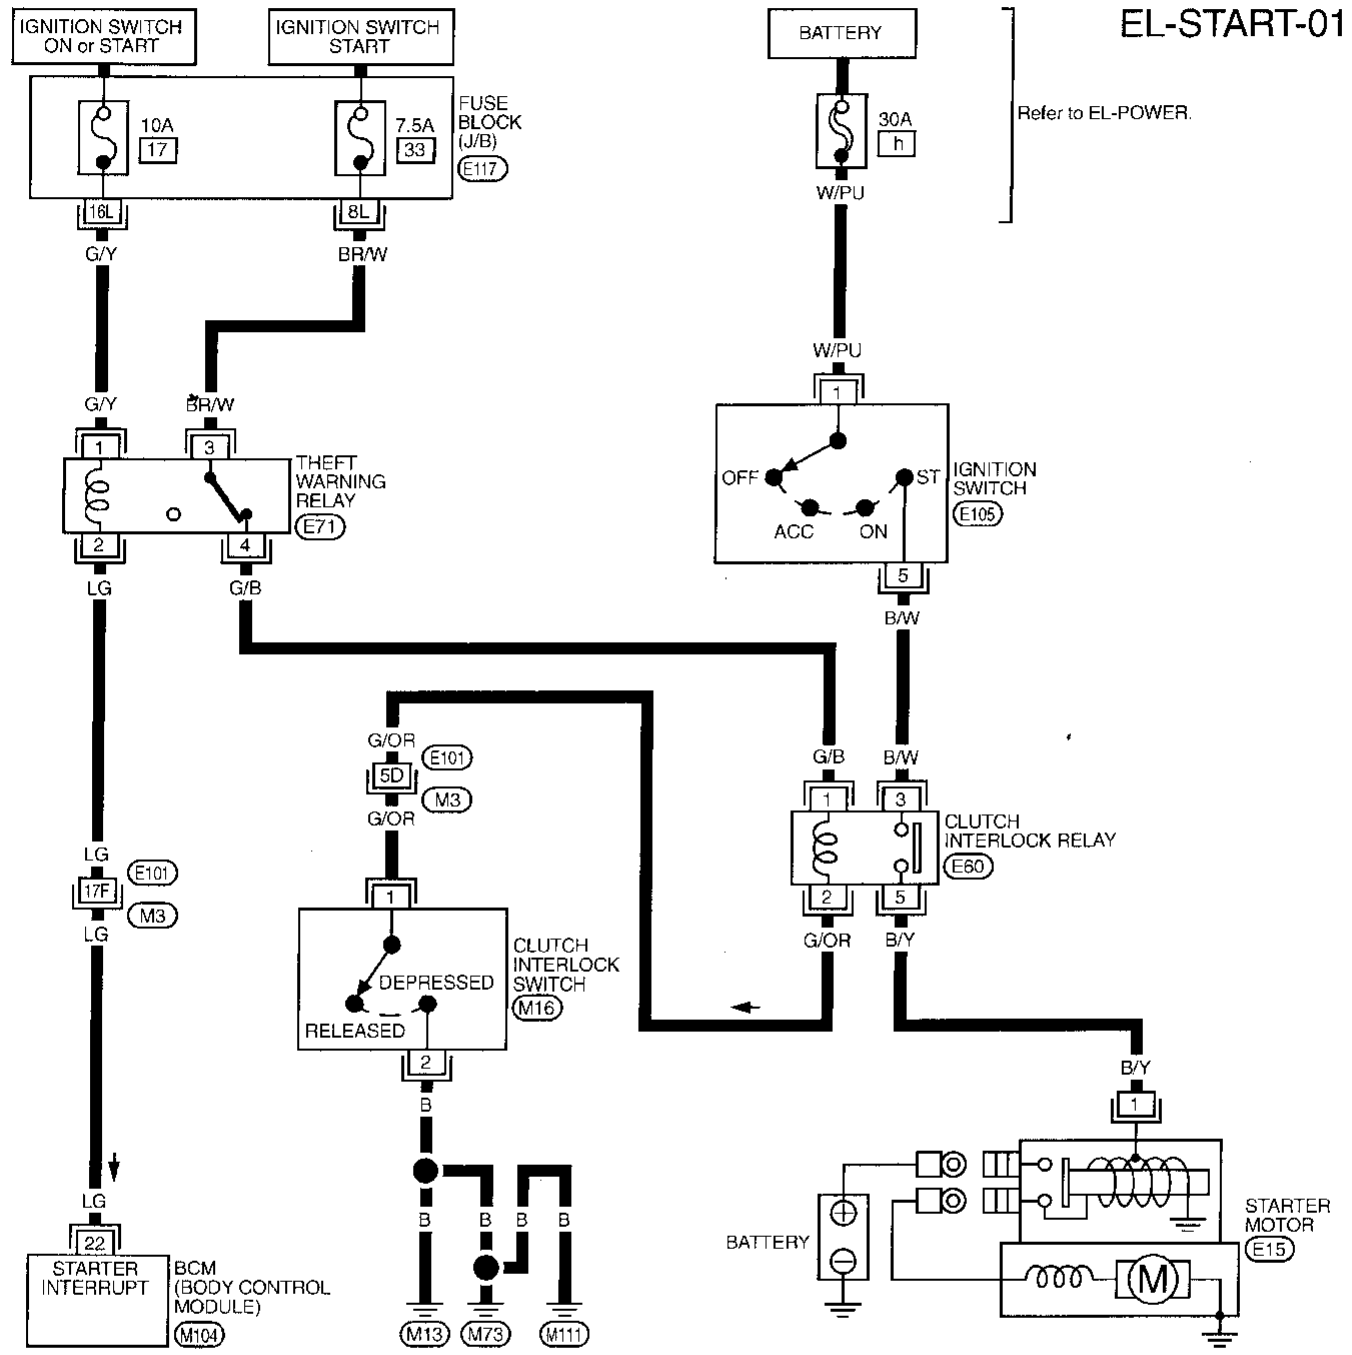 EL-START-01
IGNITION SWITCH
ON or START
IGNITION SWITCH
START
BATTERY
10A
17
7.5A
33
FUSE
BLOCK
(J/B)
E117
30A
h
Refer to EL-POWER.
16L
8L
W/PU
G/Y
BR/W
W/PU
G/Y
BR/W
1
1
3
THEFT
WARNING
RELAY
E71
OFF
ST
ACC
ON
IGNITION
SWITCH
E105
2
4
5
LG
G/B
B/W
G/OR
E101
5D
M3
G/OR
G/B
B/W
1
3
CLUTCH
INTERLOCK RELAY
E60
LG
E101
17F
M3
LG
1
2
5
G/OR
B/Y
CLUTCH
INTERLOCK
SWITCH
M16
DEPRESSED
RELEASED
2
B
B/Y
1
LG
B
B
B
B
22
STARTER
INTERRUPT
BCM
(BODY CONTROL
MODULE)
M104
M13
M73
M111
BATTERY
+
−
M
STARTER
MOTOR
E15